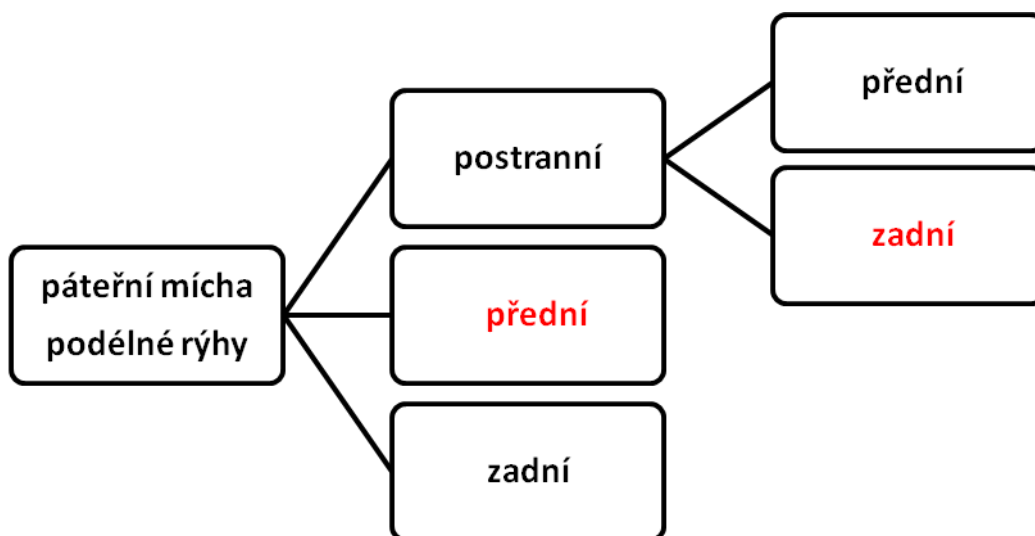 páteřní mícha
podélné rýhy
postranní
přední
zadní
přední
zadní